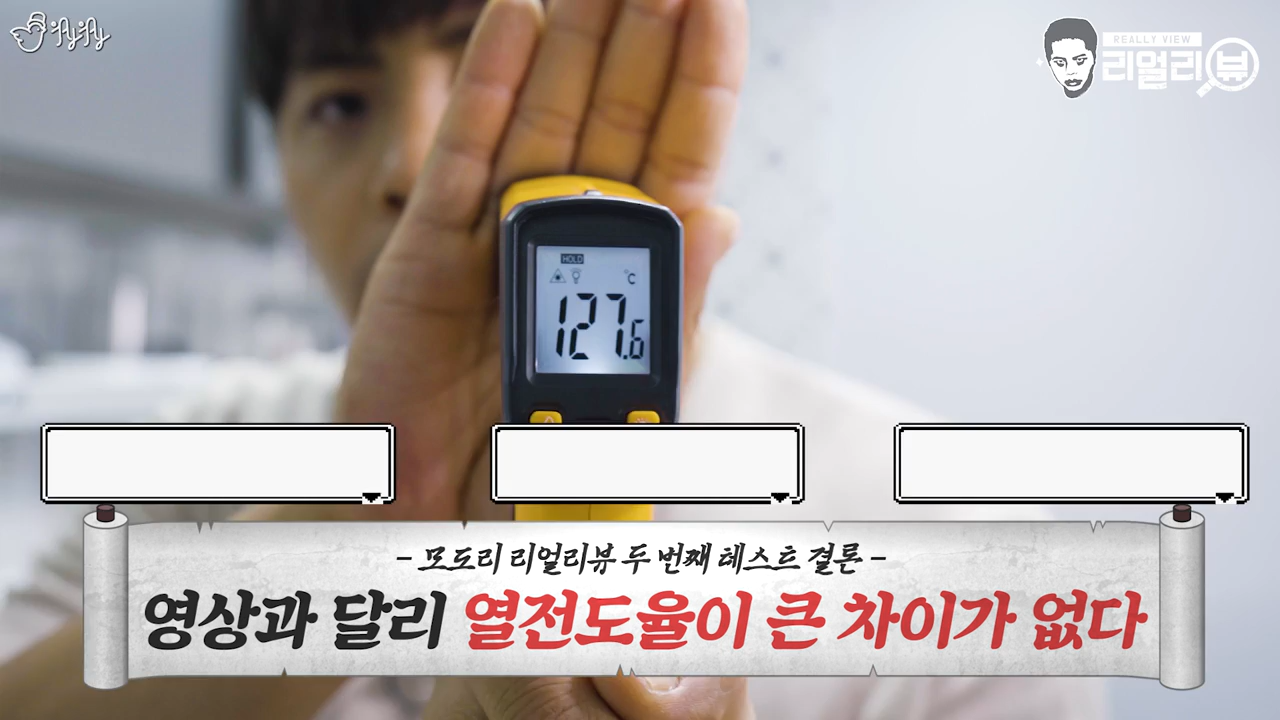 REALLY VIEW
리얼리뷰
HOLD
°C
127.6
- 모도리 리얼리뷰 두 번째 테스트 결론 -
영상과 달리 열전도율이 큰 차이가 없다